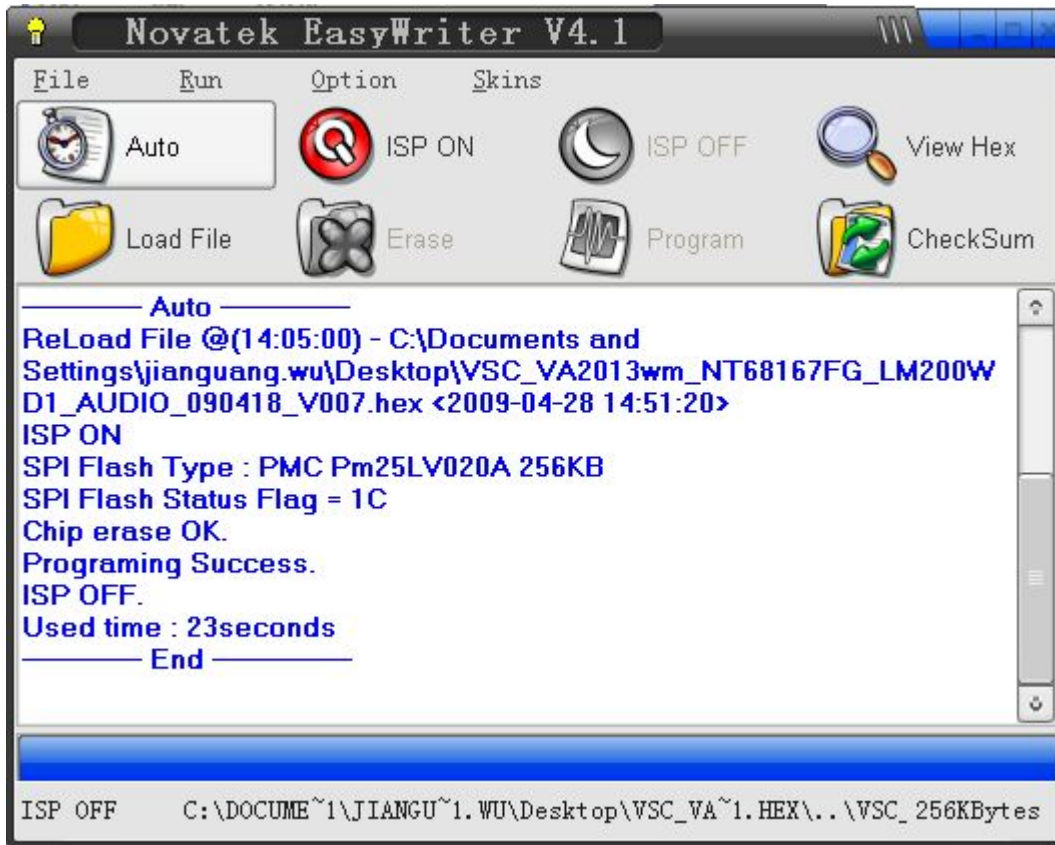 Novatek EasyWriter V4.1
File Run Option Skins
Auto ISP ON ISP OFF View Hex
Load File Erase Program CheckSum
Auto
ReLoad File @(14:05:00) - C:\Documents and
Settings\jianguang.wu\Desktop\VSC_VA2013wm_NT68167FG_LM200W
D1_AUDIO_090418_V007.hex <2009-04-28 14:51:20>
ISP ON
SPI Flash Type : PMC Pm25LV020A 256KB
SPI Flash Status Flag = 1C
Chip erase OK.
Programing Success.
ISP OFF.
Used time : 23seconds
End
ISP OFF C:\DOCUME~1\JIANGU~1.WU\Desktop\VSC_VA~1.HEX\..\VSC_ 256KBytes